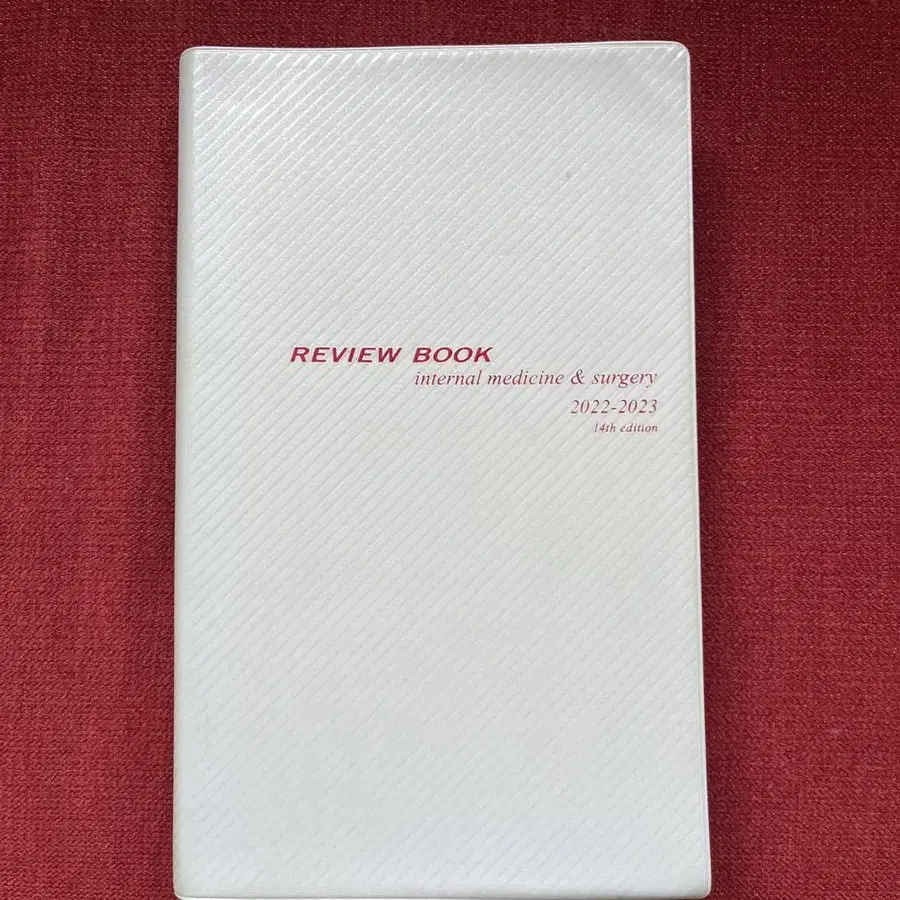 REVIEW BOOK
internal medicine & surgery
2022-2023
14th edition